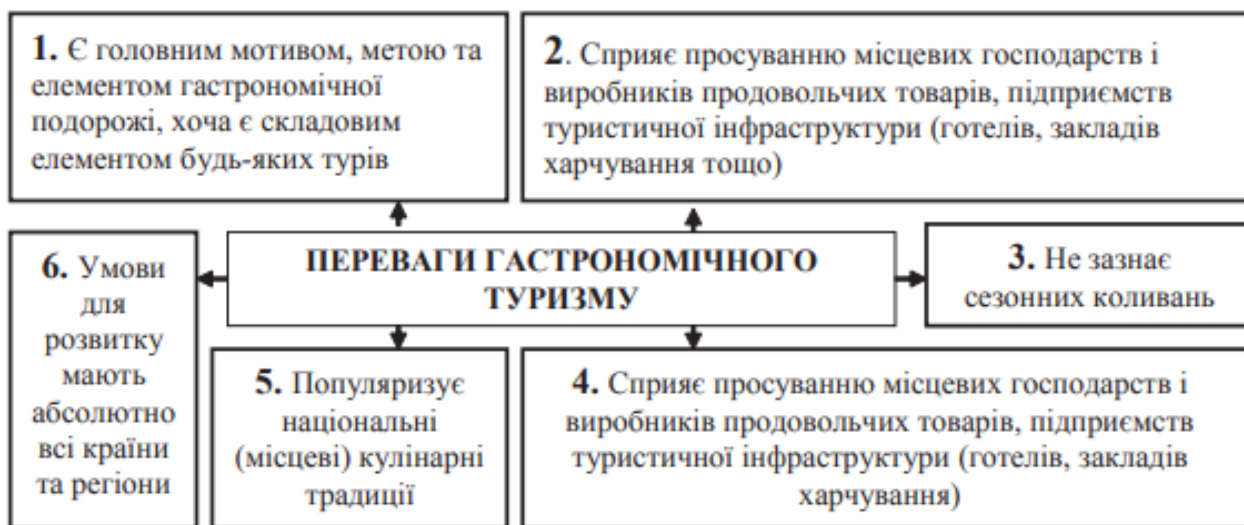 1. Є головним мотивом, метою та
елементом гастрономічної
подорожі, хоча є складовим
елементом будь-яких турів
2. Сприяє просуванню місцевих господарств і
виробників продовольчих товарів, підприємств
туристичної інфраструктури (готелів, закладів
харчування тощо)
ПЕРЕВАГИ ГАСТРОНОМІЧНОГО
ТУРИЗМУ
3. Не зазнає
сезонних коливань
4. Сприяє просуванню місцевих господарств і
виробників продовольчих товарів, підприємств
туристичної інфраструктури (готелів, закладів
харчування)
5. Популяризує
національні
(місцеві) кулінарні
традиції
6. Умови
для
розвитку
мають
абсолютно
всі країни
та регіони